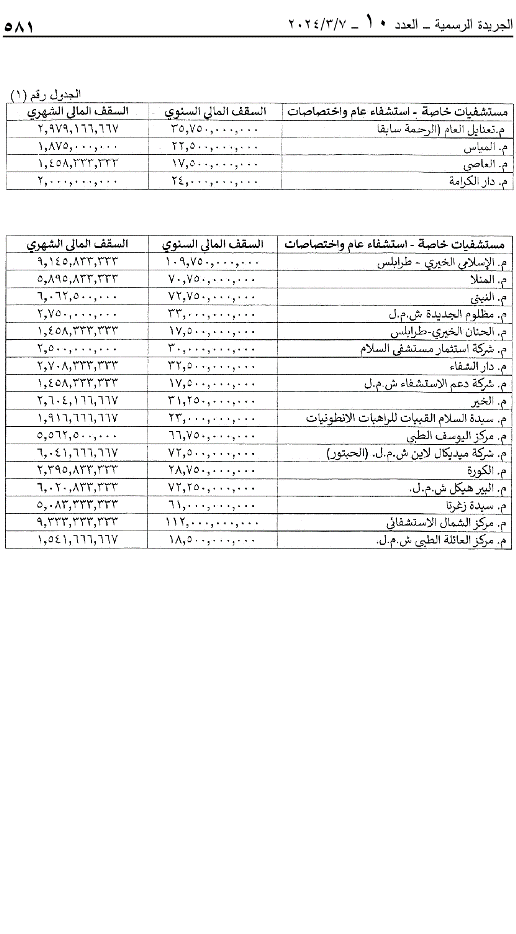 الجريدة الرسمية – العدد ١٠ – ٢٠٢٤/٣/٧ ٥٨١
الجدول رقم (١)
مستشفيات خاصة - استشفاء عام واختصاصات السقف المالي السنوي السقف المالي الشهري
م.تعنايل العام (الرحمة سابقا ٣٥,٧٥٠,٠٠٠,٠٠٠ ٢,٩٧٩,١٦٦,٦٦٧
م. المياس ٢٢,٥٠٠,٠٠٠,٠٠٠ ١,٨٧٥,٠٠٠,٠٠٠
م. العاصي ١٧,٥٠٠,٠٠٠,٠٠٠ ١,٤٥٨,٣٣٣,٣٣٣
م. دار الكرامة ٢٤,٠٠٠,٠٠٠,٠٠٠ ٢,٠٠٠,٠٠٠,٠٠٠
مستشفيات خاصة - استشفاء عام واختصاصات السقف المالي السنوي السقف المالي الشهري
م. الإسلامي الخيري - طرابلس ١٠٩,٧٥٠,٠٠٠,٠٠٠ ٩,١٤٥,٨٣٣,٣٣٣
م. المنلا ٧٠,٧٥٠,٠٠٠,٠٠٠ ٥,٨٩٥,٨٣٣,٣٣٣
م. النيني ٧٢,٧٥٠,٠٠٠,٠٠٠ ٦,٠٦٢,٥٠٠,٠٠٠
م. مظلوم الجديدة ش.م.ل ٣٣,٠٠٠,٠٠٠,٠٠٠ ٢,٧٥٠,٠٠٠,٠٠٠
م. الحنان الخيري-طرابلس ١٧,٥٠٠,٠٠٠,٠٠٠ ١,٤٥٨,٣٣٣,٣٣٣
م. شركة استثمار مستشفى السلام ٣٠,٠٠٠,٠٠٠,٠٠٠ ٢,٥٠٠,٠٠٠,٠٠٠
م. دار الشفاء ٣٢,٥٠٠,٠٠٠,٠٠٠ ٢,٧٠٨,٣٣٣,٣٣٣
م. شركة دعم الاستشفاء ش.م.ل ١٧,٥٠٠,٠٠٠,٠٠٠ ١,٤٥٨,٣٣٣,٣٣٣
م. الخير ٣١,٢٥٠,٠٠٠,٠٠٠ ٢,٦٠٤,١٦٦,٦٦٧
م. سيدة السلام القبيات للراهبات الانطونيات ٢٣,٠٠٠,٠٠٠,٠٠٠ ١,٩١٦,٦٦٦,٦٦٧
م. مركز اليوسف الطبي ٦٦,٧٥٠,٠٠٠,٠٠٠ ٥,٥٦٢,٥٠٠,٠٠٠
م. شركة ميديكال لاين ش.م.ل. (الحبتور) ٧٢,٥٠٠,٠٠٠,٠٠٠ ٦,٠٤١,٦٦٦,٦٦٧
م. الكورة ٢٨,٧٥٠,٠٠٠,٠٠٠ ٢,٣٩٥,٨٣٣,٣٣٣
م. البير هيكل ش.م.ل. ٧٢,٢٥٠,٠٠٠,٠٠٠ ٦,٠٢٠,٨٣٣,٣٣٣
م. سيدة زغرتا ٦١,٠٠٠,٠٠٠,٠٠٠ ٥,٠٨٣,٣٣٣,٣٣٣
م. مركز الشمال الاستشفائي ١١٢,٠٠٠,٠٠٠,٠٠٠ ٩,٣٣٣,٣٣٣,٣٣٣
م. مركز العائلة الطبي ش.م.ل. ١٨,٥٠٠,٠٠٠,٠٠٠ ١,٥٤١,٦٦٦,٦٦٧